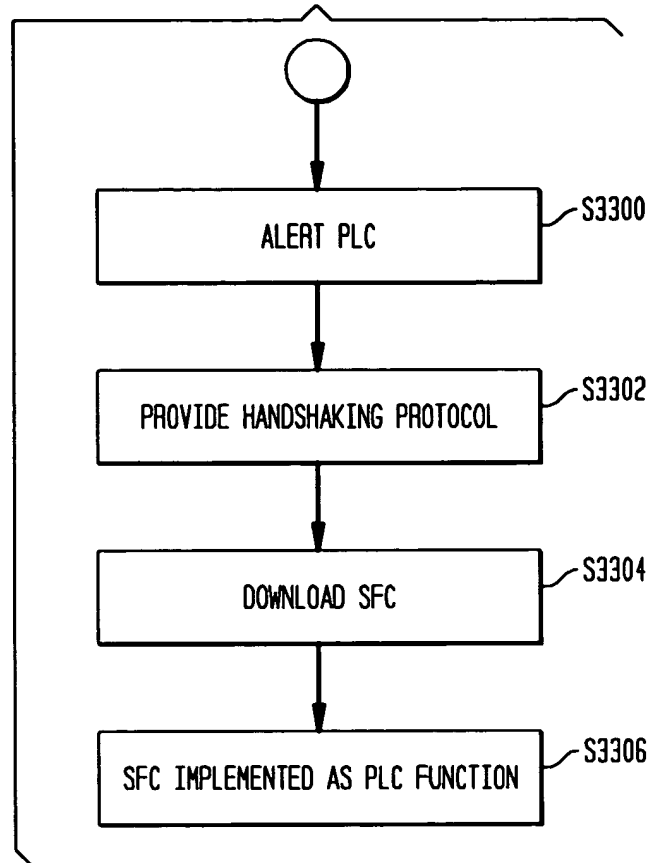 ALERT PLC
S3300
PROVIDE HANDSHAKING PROTOCOL
S3302
DOWNLOAD SFC
S3304
SFC IMPLEMENTED AS PLC FUNCTION
S3306